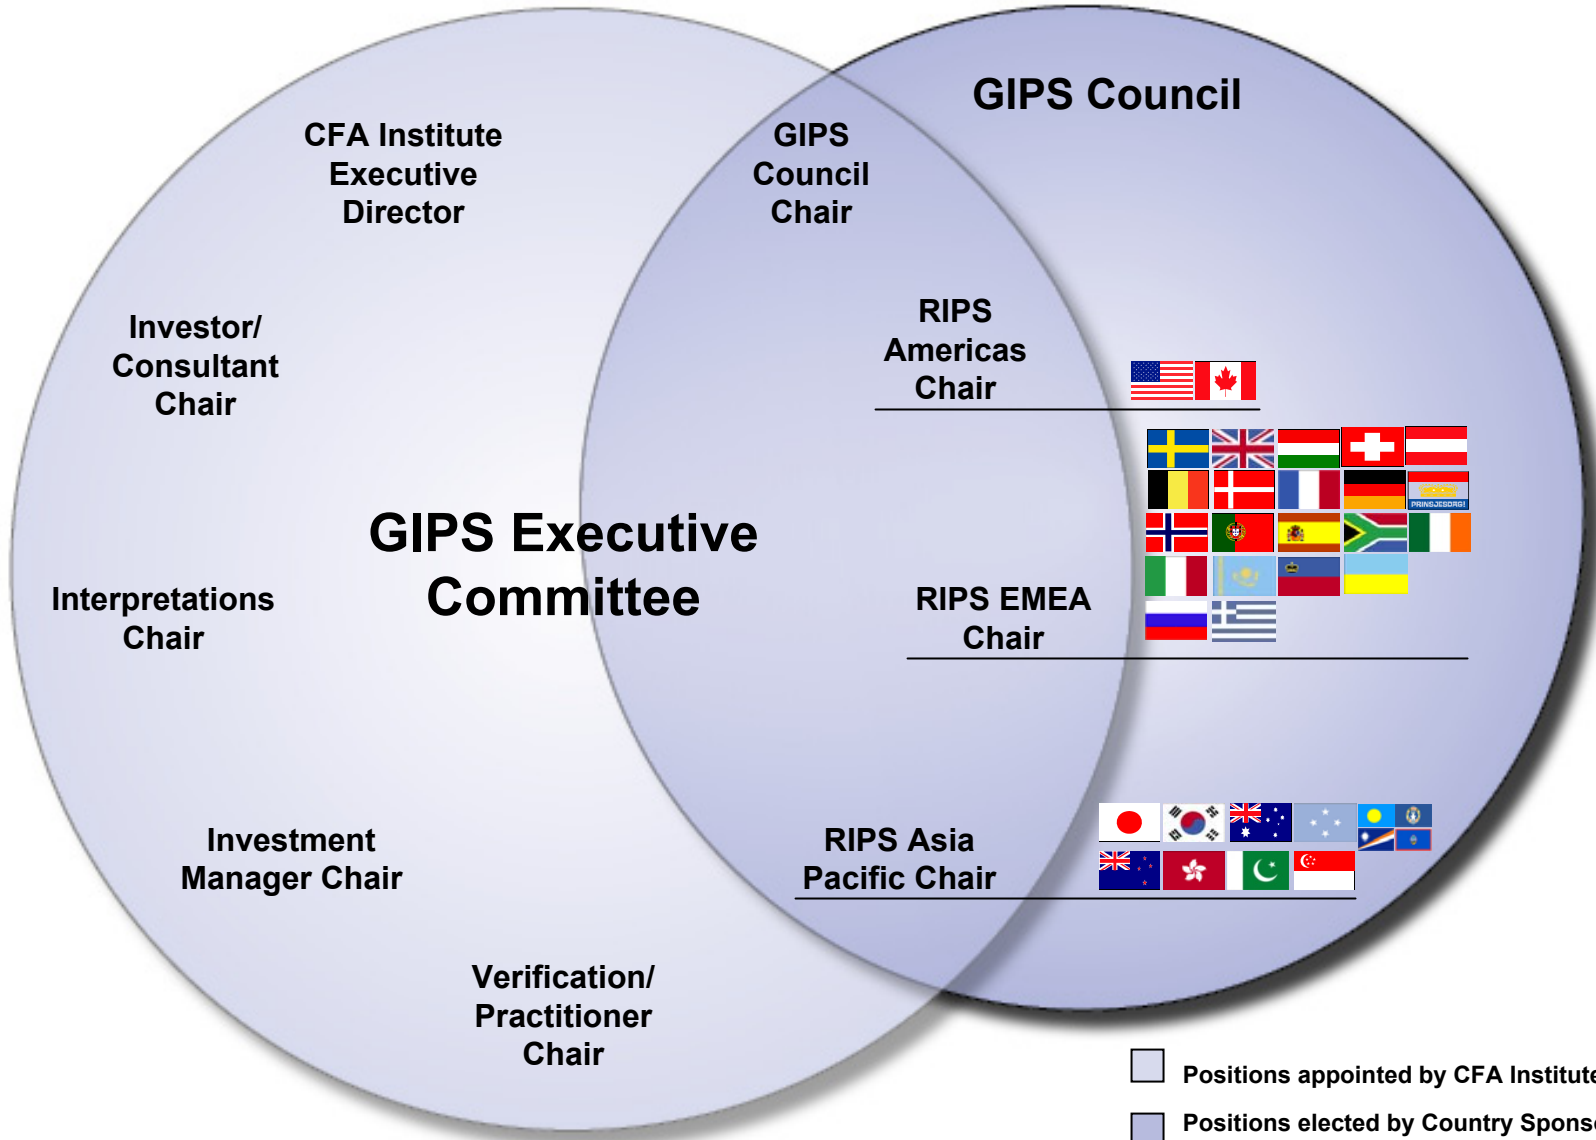 GIPS Council
CFA Institute
Executive
Director
GIPS
Council
Chair
Investor/
Consultant
Chair
RIPS
Americas
Chair
GIPS Executive
Committee
PRINSJESDAG!
Interpretations
Chair
RIPS EMEA
Chair
Investment
Manager Chair
RIPS Asia
Pacific Chair
Verification/
Practitioner
Chair
Positions appointed by CFA Institute
Positions elected by Country Spons